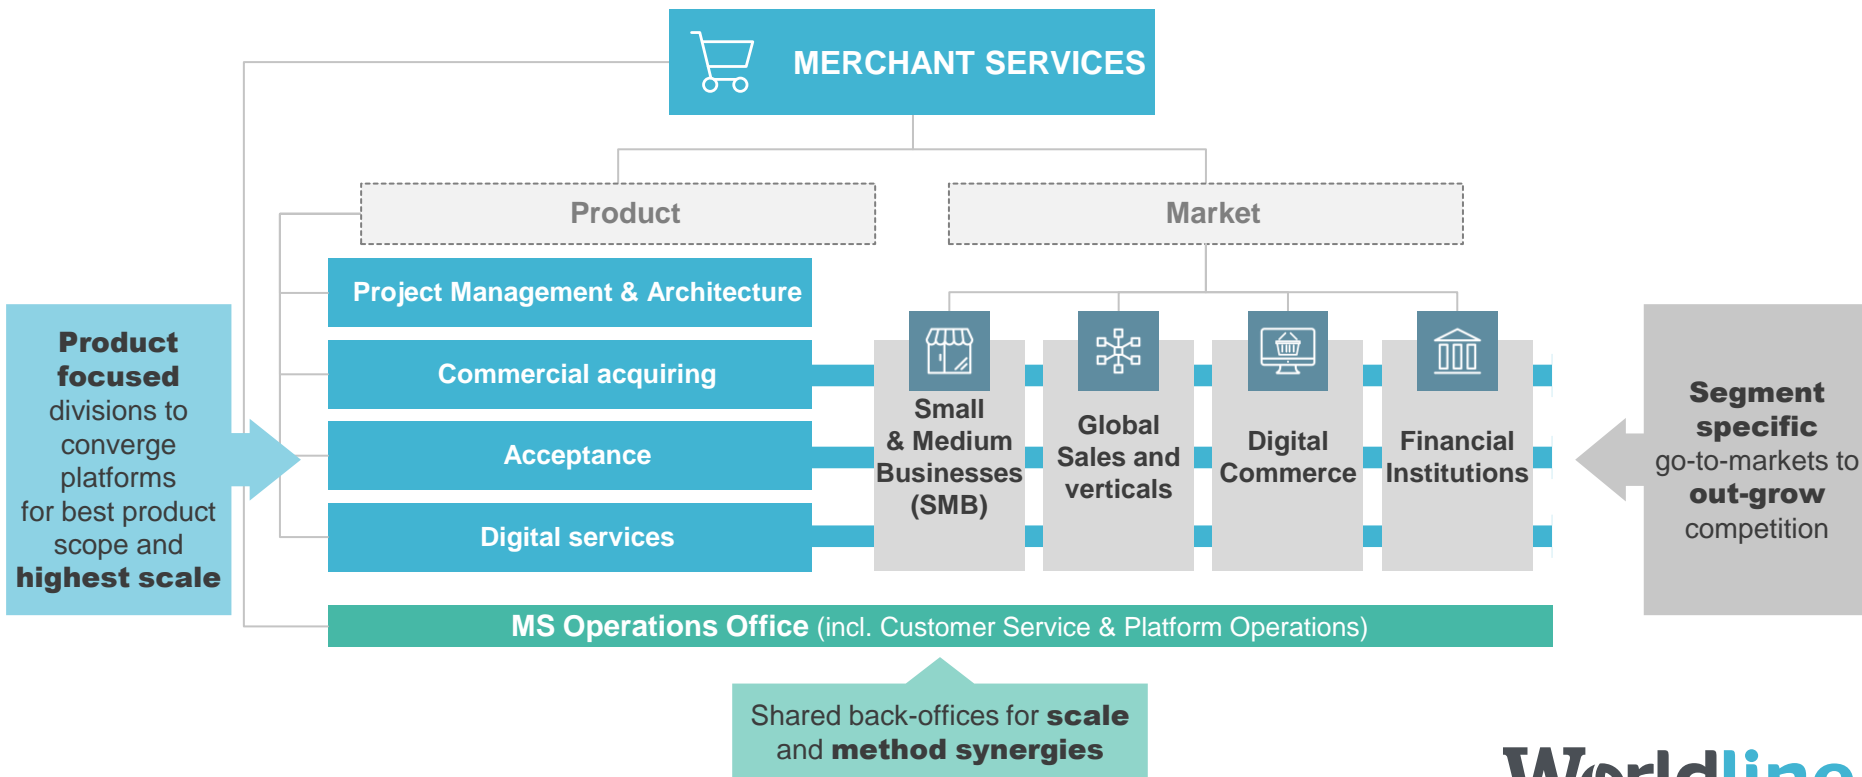 MERCHANT SERVICES
Product
Market
Project Management & Architecture
Commercial acquiring
Acceptance
Digital services
Small
& Medium
Businesses
(SMB)
Global
Sales and
verticals
Digital
Commerce
Financial
Institutions
Product
focused
divisions to
converge
platforms
for best product
scope and
highest scale
Segment
specific
go-to-markets to
out-grow
competition
MS Operations Office (incl. Customer Service & Platform Operations)
Shared back-offices for scale
and method synergies
Worldline